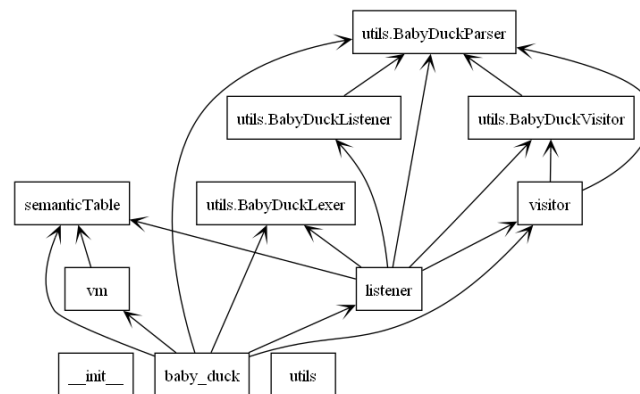 utils.BabyDuckParser
utils.BabyDuckListener
utils.BabyDuckVisitor
semanticTable
utils.BabyDuckLexer
visitor
vm
listener
__init__
baby_duck
utils